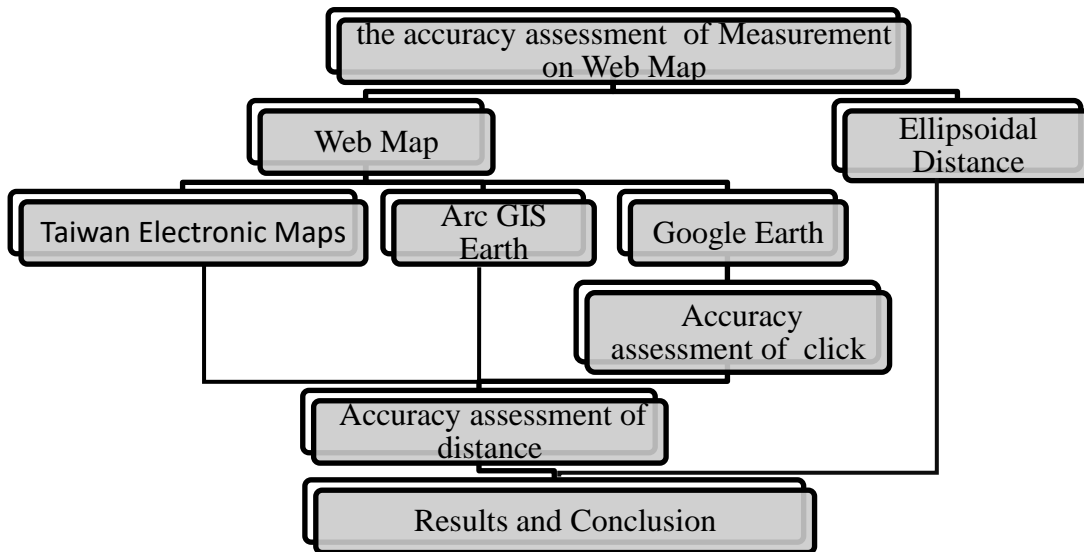 the accuracy assessment of Measurement
on Web Map
Web Map
Ellipsoidal
Distance
Taiwan Electronic Maps
Arc GIS
Earth
Google Earth
Accuracy
assessment of click
Accuracy assessment of
distance
Results and Conclusion